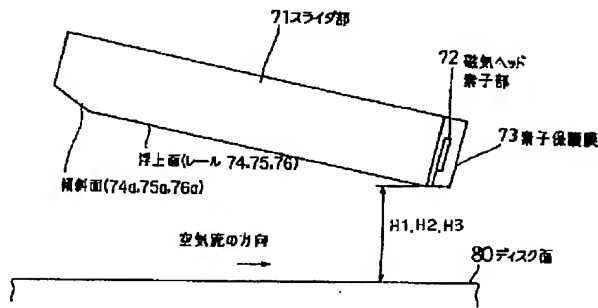 71スライダ部
72 磁気ヘッド
素子部
73素子保護膜
浮上面(レール 74,75,76)
傾斜面(74a,75a,76a)
H1,H2,H3
空気流の方向
80ディスク面